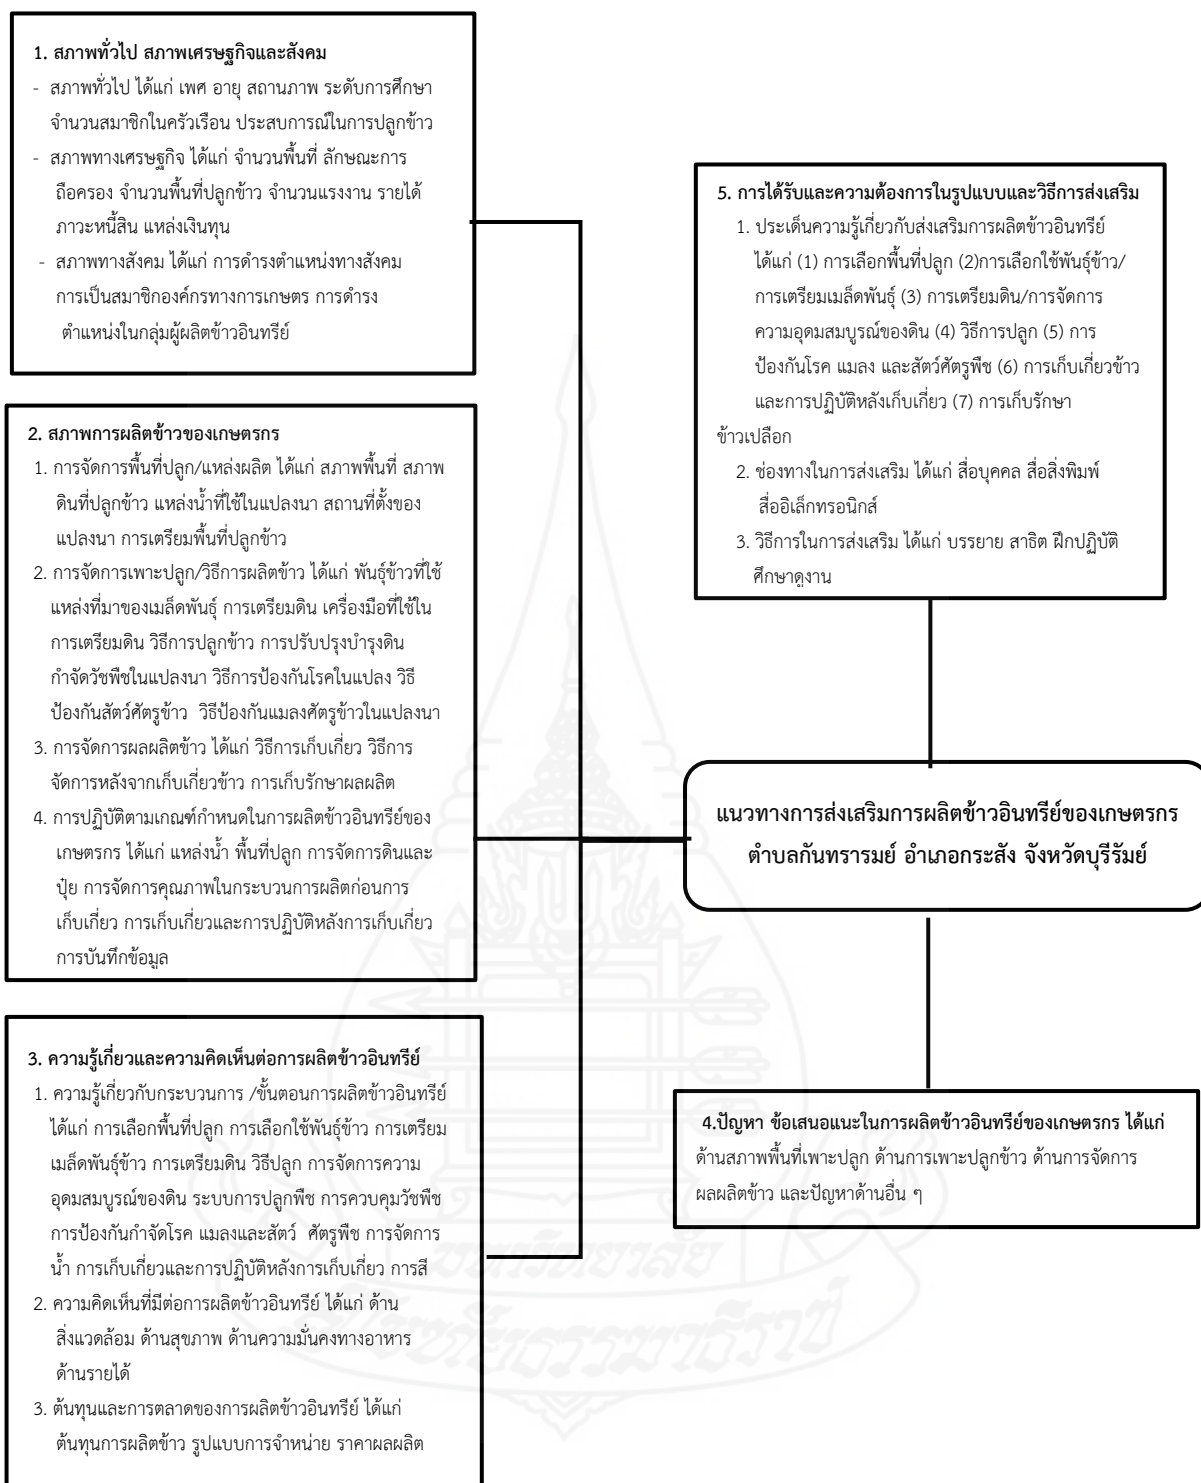 1. สภาพทั่วไป สภาพเศรษฐกิจและสังคม
- สภาพทั่วไป ได้แก่ เพศ อายุ สถานภาพ ระดับการศึกษา
จำนวนสมาชิกในครัวเรือน ประสบการณ์ในการปลูกข้าว
- สภาพทางเศรษฐกิจ ได้แก่ จำนวนพื้นที่ ลักษณะการ
ถือครอง จำนวนพื้นที่ปลูกข้าว จำนวนแรงงาน รายได้
ภาวะหนี้สิน แหล่งเงินทุน
- สภาพทางสังคม ได้แก่ การดำรงตำแหน่งทางสังคม
การเป็นสมาชิกองค์กรทางการเกษตร การดำรง
ตำแหน่งในกลุ่มผู้ผลิตข้าวอินทรีย์
2. สภาพการผลิตข้าวของเกษตรกร
1. การจัดการพื้นที่ปลูก/แหล่งผลิต ได้แก่ สภาพพื้นที่ สภาพ
ดินที่ปลูกข้าว แหล่งน้ำที่ใช้ในแปลงนา สถานที่ตั้งของ
แปลงนา การเตรียมพื้นที่ปลูกข้าว
2. การจัดการเพาะปลูก/วิธีการผลิตข้าว ได้แก่ พันธุ์ข้าวที่ใช้
แหล่งที่มาของเมล็ดพันธุ์ การเตรียมดิน เครื่องมือที่ใช้ใน
การเตรียมดิน วิธีการปลูกข้าว การปรับปรุงบำรุงดิน
กำจัดวัชพืชในแปลงนา วิธีการป้องกันโรคในแปลง วิธี
ป้องกันสัตว์ศัตรูข้าว วิธีป้องกันแมลงศัตรูข้าวในแปลงนา
3. การจัดการผลผลิตข้าว ได้แก่ วิธีการเก็บเกี่ยว วิธีการ
จัดการหลังจากเก็บเกี่ยวข้าว การเก็บรักษาผลผลิต
4. การปฏิบัติตามเกณฑ์กำหนดในการผลิตข้าวอินทรีย์ของ
เกษตรกร ได้แก่ แหล่งน้ำ พื้นที่ปลูก การจัดการดินและ
ปุ๋ย การจัดการคุณภาพในกระบวนการผลิตก่อนการ
เก็บเกี่ยว การเก็บเกี่ยวและการปฏิบัติหลังการเก็บเกี่ยว
การบันทึกข้อมูล
3. ความรู้เกี่ยวและความคิดเห็นต่อการผลิตข้าวอินทรีย์
1. ความรู้เกี่ยวกับกระบวนการ /ขั้นตอนการผลิตข้าวอินทรีย์
ได้แก่ การเลือกพื้นที่ปลูก การเลือกใช้พันธุ์ข้าว การเตรียม
เมล็ดพันธุ์ข้าว การเตรียมดิน วิธีปลูก การจัดการความ
อุดมสมบูรณ์ของดิน ระบบการปลูกพืช การควบคุมวัชพืช
การป้องกันกำจัดโรค แมลงและสัตว์ ศัตรูพืช การจัดการ
น้ำ การเก็บเกี่ยวและการปฏิบัติหลังการเก็บเกี่ยว การสี
2. ความคิดเห็นที่มีต่อการผลิตข้าวอินทรีย์ ได้แก่ ด้าน
สิ่งแวดล้อม ด้านสุขภาพ ด้านความมั่นคงทางอาหาร
ด้านรายได้
3. ต้นทุนและการตลาดของการผลิตข้าวอินทรีย์ ได้แก่
ต้นทุนการผลิตข้าว รูปแบบการจำหน่าย ราคาผลผลิต
5. การได้รับและความต้องการในรูปแบบและวิธีการส่งเสริม
1. ประเด็นความรู้เกี่ยวกับส่งเสริมการผลิตข้าวอินทรีย์
ได้แก่ (1) การเลือกพื้นที่ปลูก (2)การเลือกใช้พันธุ์ข้าว/
การเตรียมเมล็ดพันธุ์ (3) การเตรียมดิน/การจัดการ
ความอุดมสมบูรณ์ของดิน (4) วิธีการปลูก (5) การ
ป้องกันโรค แมลง และสัตว์ศัตรูพืช (6) การเก็บเกี่ยวข้าว
และการปฏิบัติหลังเก็บเกี่ยว (7) การเก็บรักษา
ข้าวเปลือก
2. ช่องทางในการส่งเสริม ได้แก่ สื่อบุคคล สื่อสิ่งพิมพ์
สื่ออิเล็กทรอนิกส์
3. วิธีการในการส่งเสริม ได้แก่ บรรยาย สาธิต ฝึกปฏิบัติ
ศึกษาดูงาน
แนวทางการส่งเสริมการผลิตข้าวอินทรีย์ของเกษตรกร
ตำบลกันทรารมย์ อำเภอกระสัง จังหวัดบุรีรัมย์
4.ปัญหา ข้อเสนอแนะในการผลิตข้าวอินทรีย์ของเกษตรกร ได้แก่
ด้านสภาพพื้นที่เพาะปลูก ด้านการเพาะปลูกข้าว ด้านการจัดการ
ผลผลิตข้าว และปัญหาด้านอื่น ๆ
มหาวิทยาลัย
สุโขทัยธรรมาธิราช